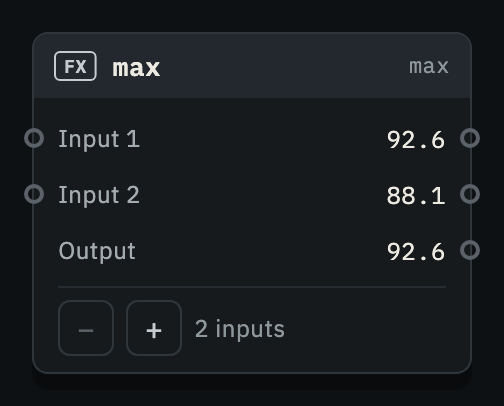 FX max max
Input 1 92.6
Input 2 88.1
Output 92.6
− + 2 inputs